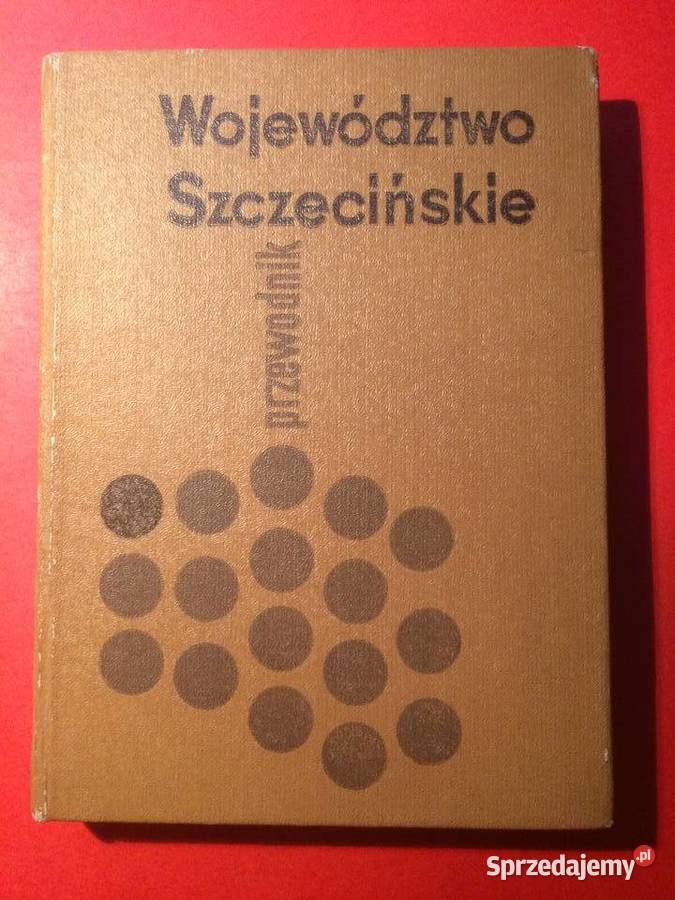 Województwo
Szczecińskie
przewodnik
Sprzedajemy.pl